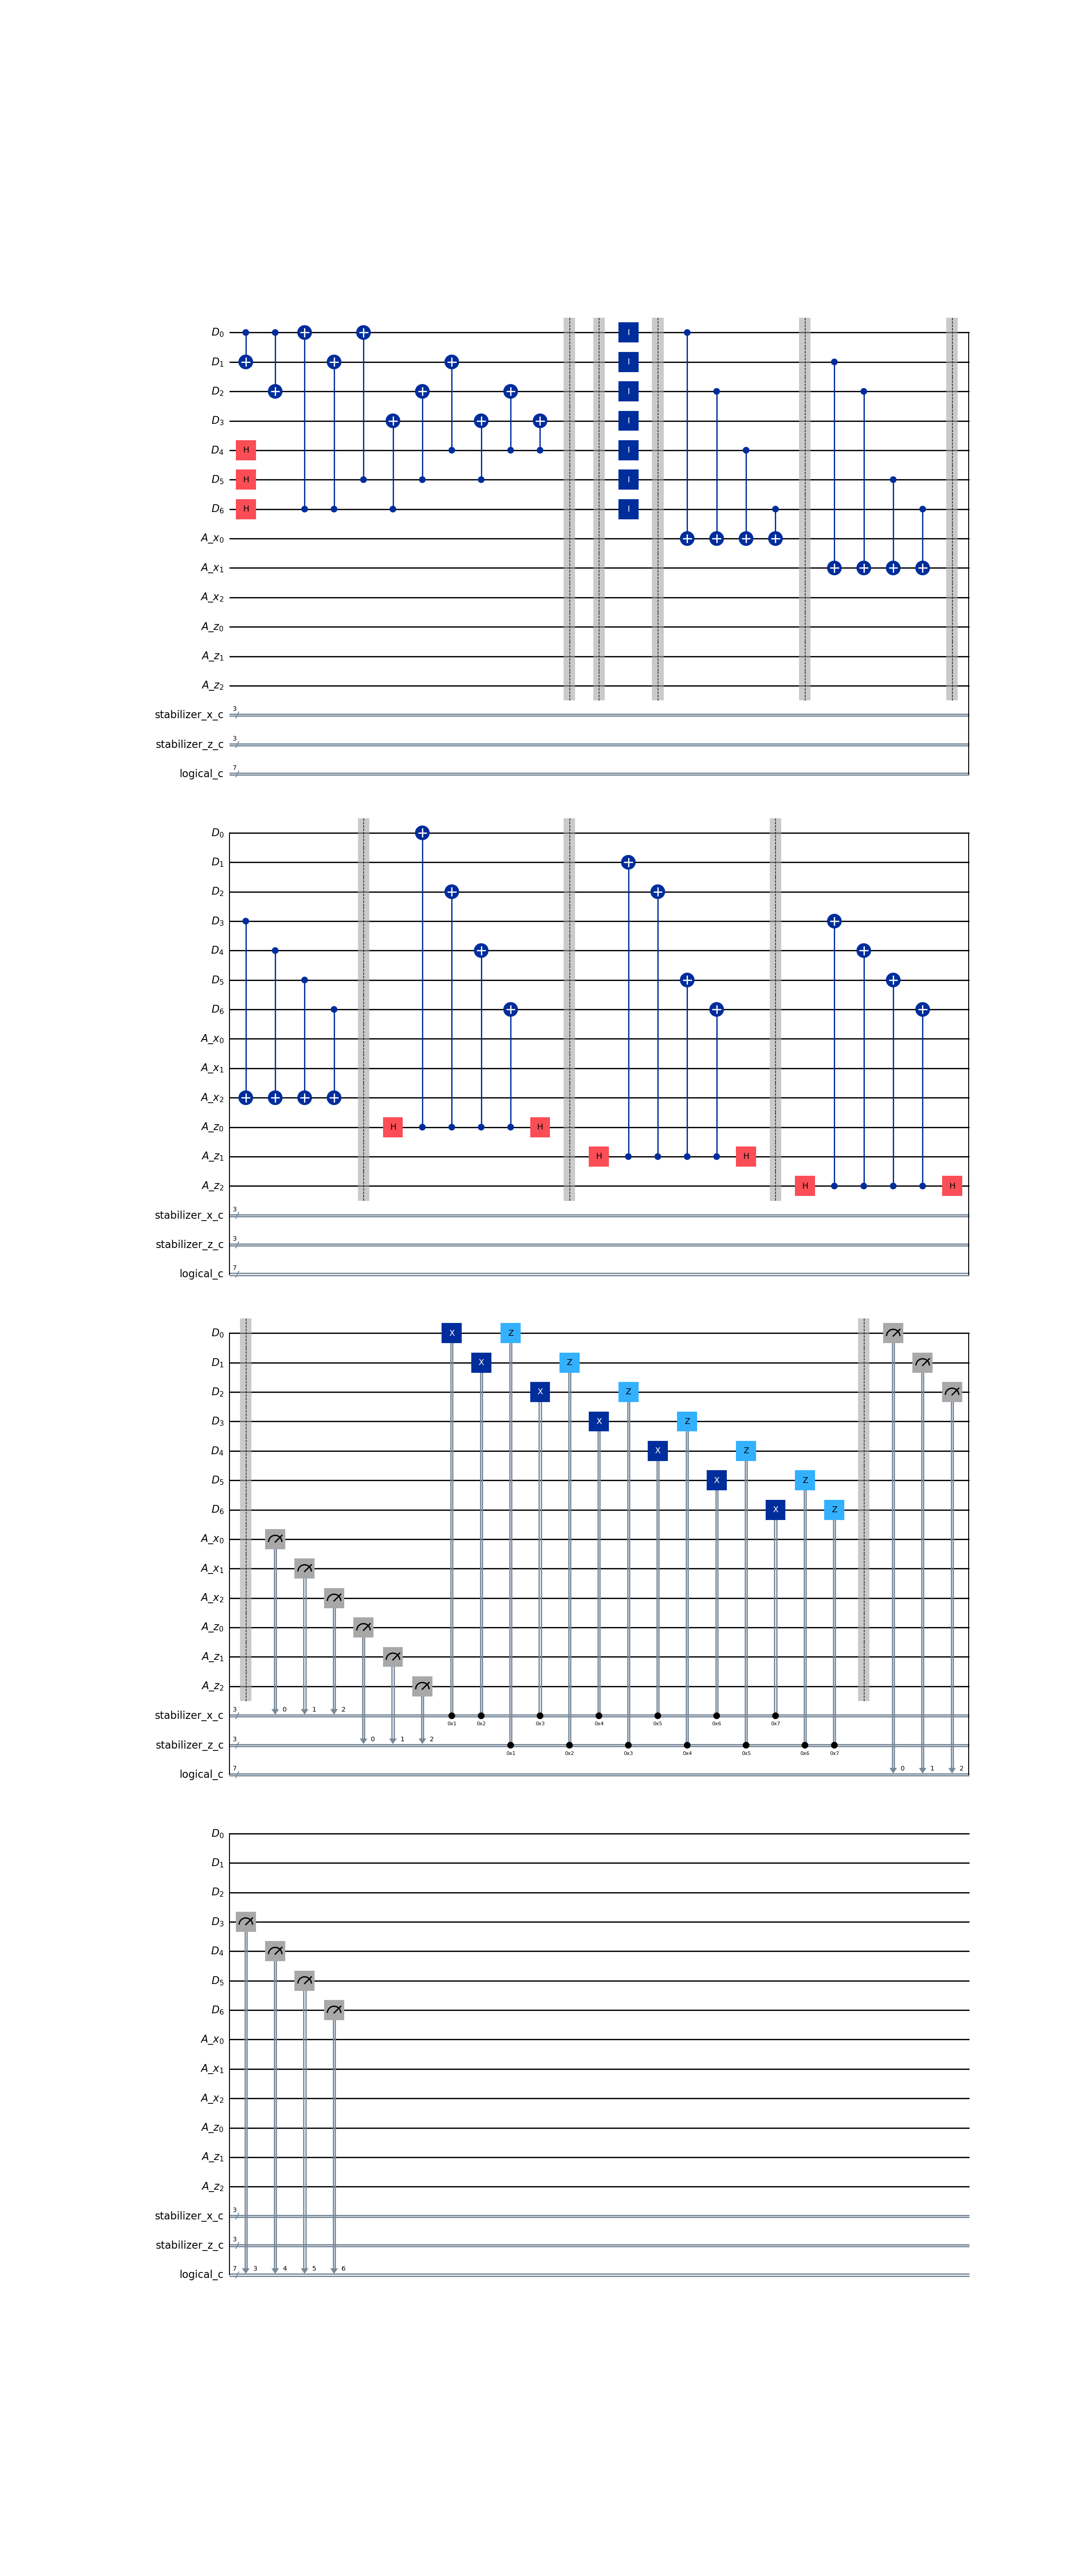 D0
D1
D2
D3
D4 H
D5 H
D6 H
I
I
I
I
I
I
I
A_x0
A_x1
A_x2
A_z0
A_z1
A_z2
stabilizer_x_c 3
stabilizer_z_c 3
logical_c 7
D0
D1
D2
D3
D4
D5
D6
A_x0
A_x1
A_x2
A_z0 H H
A_z1 H H
A_z2 H H
stabilizer_x_c 3
stabilizer_z_c 3
logical_c 7
D0 X Z
D1 X Z
D2 X Z
D3 X Z
D4 X Z
D5 X Z
D6 X Z
A_x0
A_x1
A_x2
A_z0
A_z1
A_z2
0 1 2
stabilizer_x_c 3
0x1 0x2 0x3 0x4 0x5 0x6 0x7
0 1 2
stabilizer_z_c 3
0x1 0x2 0x3 0x4 0x5 0x6 0x7
0 1 2
logical_c 7
D0
D1
D2
D3
D4
D5
D6
A_x0
A_x1
A_x2
A_z0
A_z1
A_z2
stabilizer_x_c 3
stabilizer_z_c 3
logical_c 7 3 4 5 6